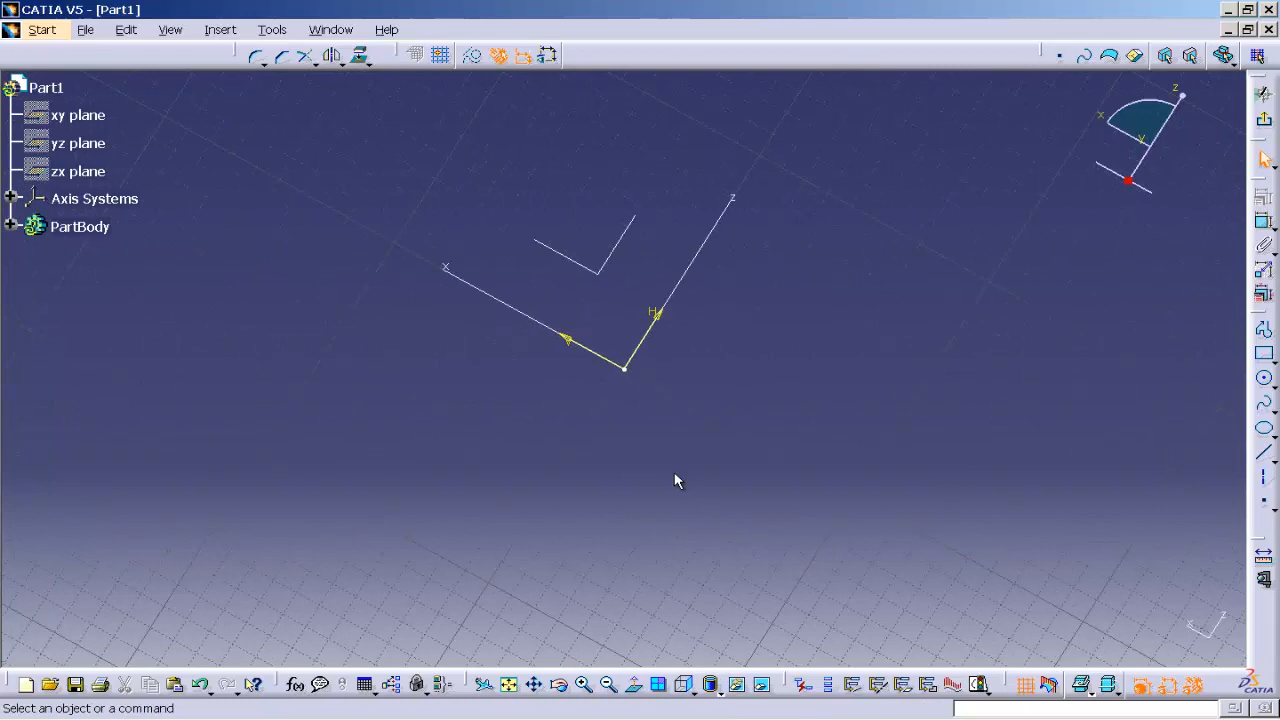 CATIA V5 - [Part1]
Start File Edit View Insert Tools Window Help
Part1
xy plane
yz plane
zx plane
Axis Systems
PartBody
z
x
y
z
x
H
z
Select an object or a command
CATIA